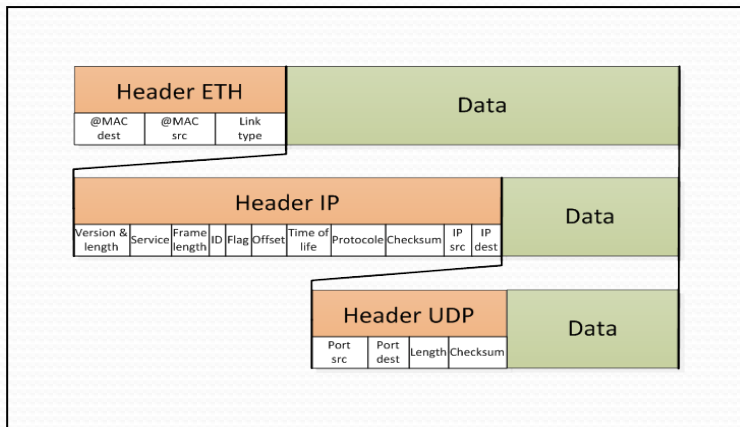 Header ETH
Data
@MAC dest
@MAC src
Link type
Header IP
Data
Version & length
Service
Frame length
ID
Flag
Offset
Time of life
Protocole
Checksum
IP src
IP dest
Header UDP
Data
Port src
Port dest
Length
Checksum